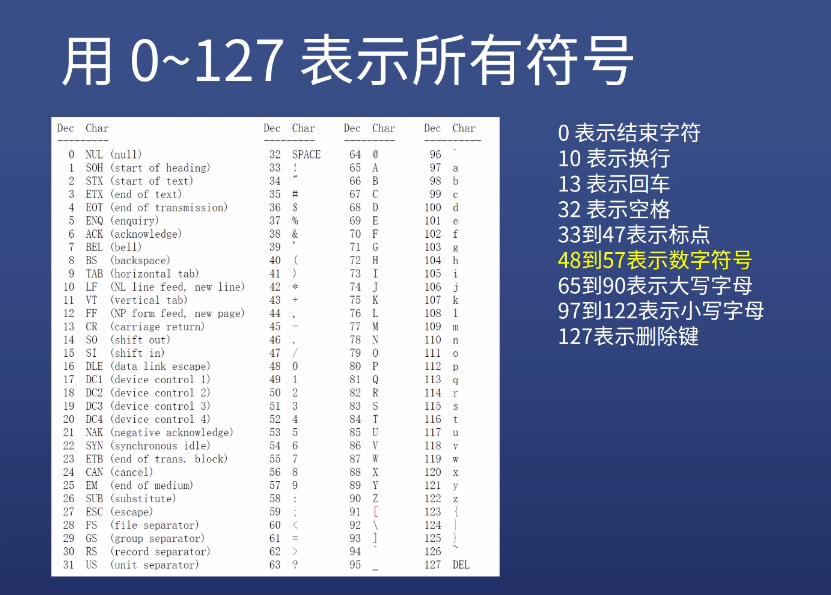 用 0~127 表示所有符号
Dec Char
0 NUL (null)
1 SOH (start of heading)
2 STX (start of text)
3 ETX (end of text)
4 EOT (end of transmission)
5 ENQ (enquiry)
6 ACK (acknowledge)
7 BEL (bell)
8 BS (backspace)
9 TAB (horizontal tab)
10 LF (NL line feed, new line)
11 VT (vertical tab)
12 FF (NP form feed, new page)
13 CR (carriage return)
14 SO (shift out)
15 SI (shift in)
16 DLE (data link escape)
17 DC1 (device control 1)
18 DC2 (device control 2)
19 DC3 (device control 3)
20 DC4 (device control 4)
21 NAK (negative acknowledge)
22 SYN (synchronous idle)
23 ETB (end of trans. block)
24 CAN (cancel)
25 EM (end of medium)
26 SUB (substitute)
27 ESC (escape)
28 FS (file separator)
29 GS (group separator)
30 RS (record separator)
31 US (unit separator)
Dec Char
32 SPACE
33 !
34 "
35 #
36 $
37 %
38 &
39 '
40 (
41 )
42 *
43 +
44 ,
45 -
46 .
47 /
48 0
49 1
50 2
51 3
52 4
53 5
54 6
55 7
56 8
57 9
58 :
59 ;
60 <
61 =
62 >
63 ?
Dec Char
64 @
65 A
66 B
67 C
68 D
69 E
70 F
71 G
72 H
73 I
74 J
75 K
76 L
77 M
78 N
79 O
80 P
81 Q
82 R
83 S
84 T
85 U
86 V
87 W
88 X
89 Y
90 Z
91 [
92 \
93 ]
94 ^
95 _
Dec Char
96 `
97 a
98 b
99 c
100 d
101 e
102 f
103 g
104 h
105 i
106 j
107 k
108 l
109 m
110 n
111 o
112 p
113 q
114 r
115 s
116 t
117 u
118 v
119 w
120 x
121 y
122 z
123 {
124 |
125 }
126 ~
127 DEL
0 表示结束字符
10 表示换行
13 表示回车
32 表示空格
33到47表示标点
48到57表示数字符号
65到90表示大写字母
97到122表示小写字母
127表示删除键